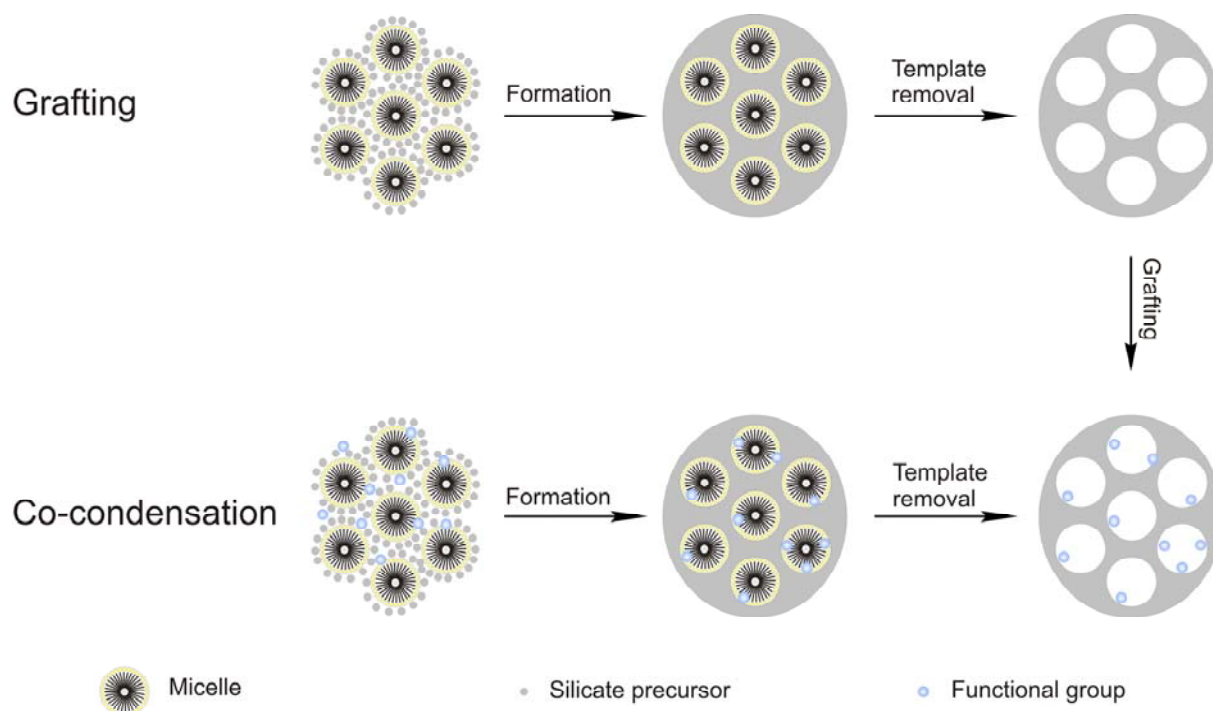 Grafting
Formation
Template
removal
Grafting
Co-condensation
Formation
Template
removal
Micelle
Silicate precursor
Functional group